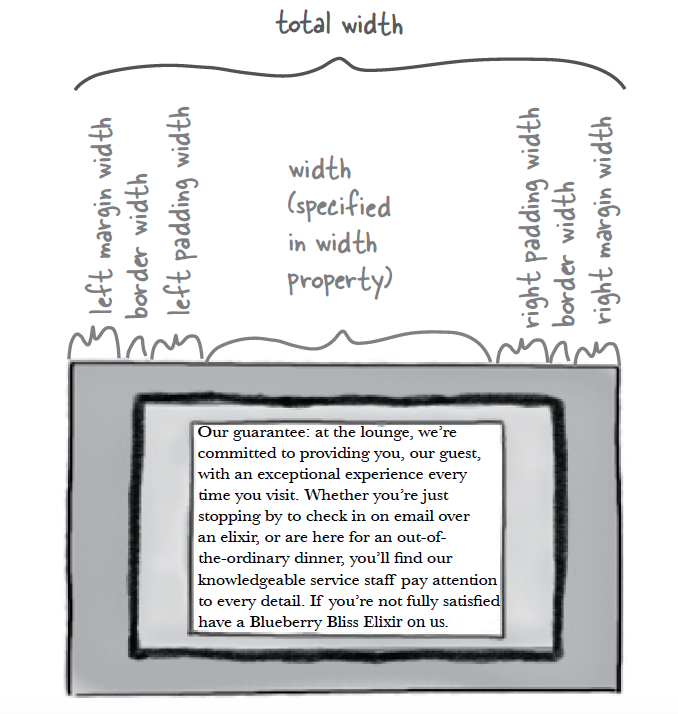 total width
left margin width
border width
left padding width
width
(specified
in width
property)
right padding width
border width
right margin width
Our guarantee: at the lounge, we’re
committed to providing you, our guest,
with an exceptional experience every
time you visit. Whether you’re just
stopping by to check in on email over
an elixir, or are here for an out-of-
the-ordinary dinner, you’ll find our
knowledgeable service staff pay attention
to every detail. If you’re not fully satisfied
have a Blueberry Bliss Elixir on us.